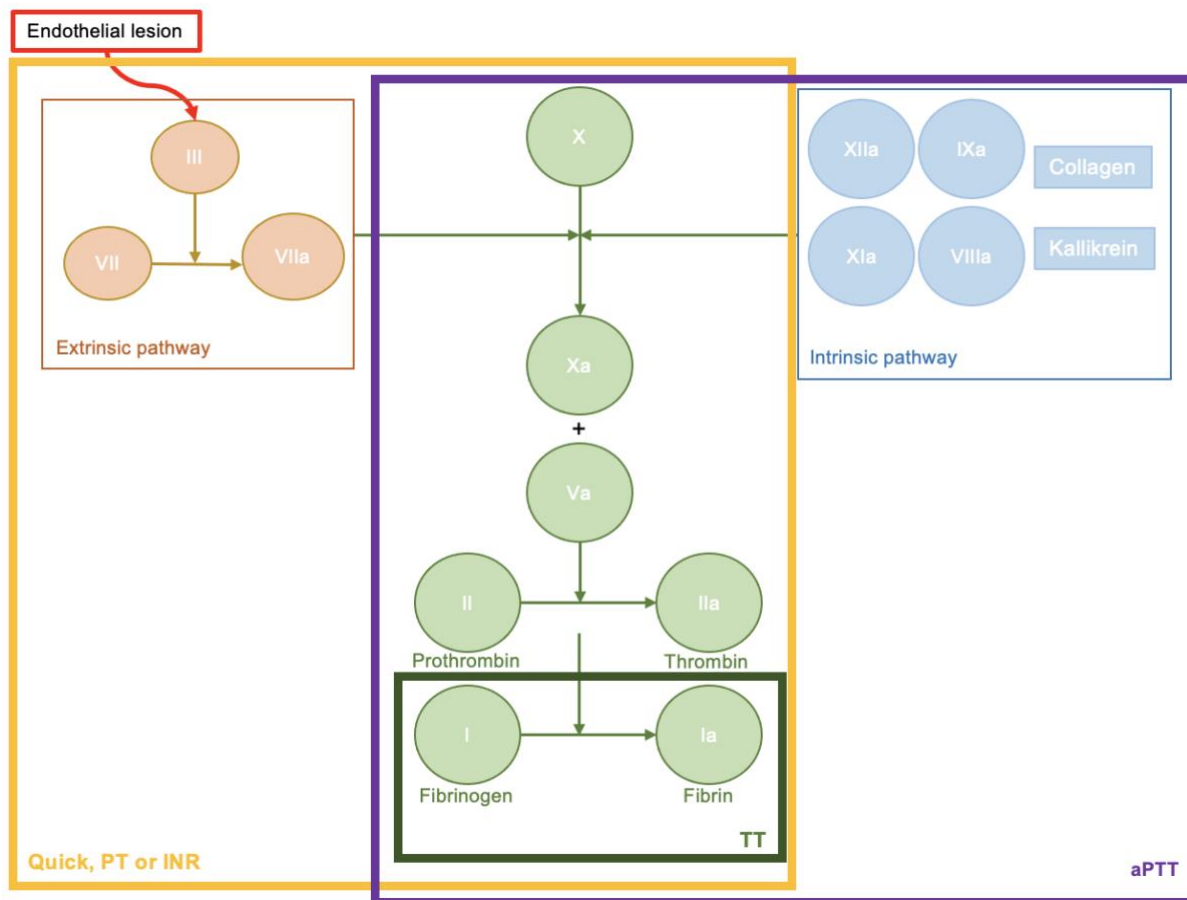 Endothelial lesion
III
VII
VIIa
Extrinsic pathway
X
XIIa
IXa
Collagen
XIa
VIIIa
Kallikrein
Intrinsic pathway
Xa
+
Va
II
IIa
Prothrombin
Thrombin
I
Ia
Fibrinogen
Fibrin
TT
Quick, PT or INR
aPTT